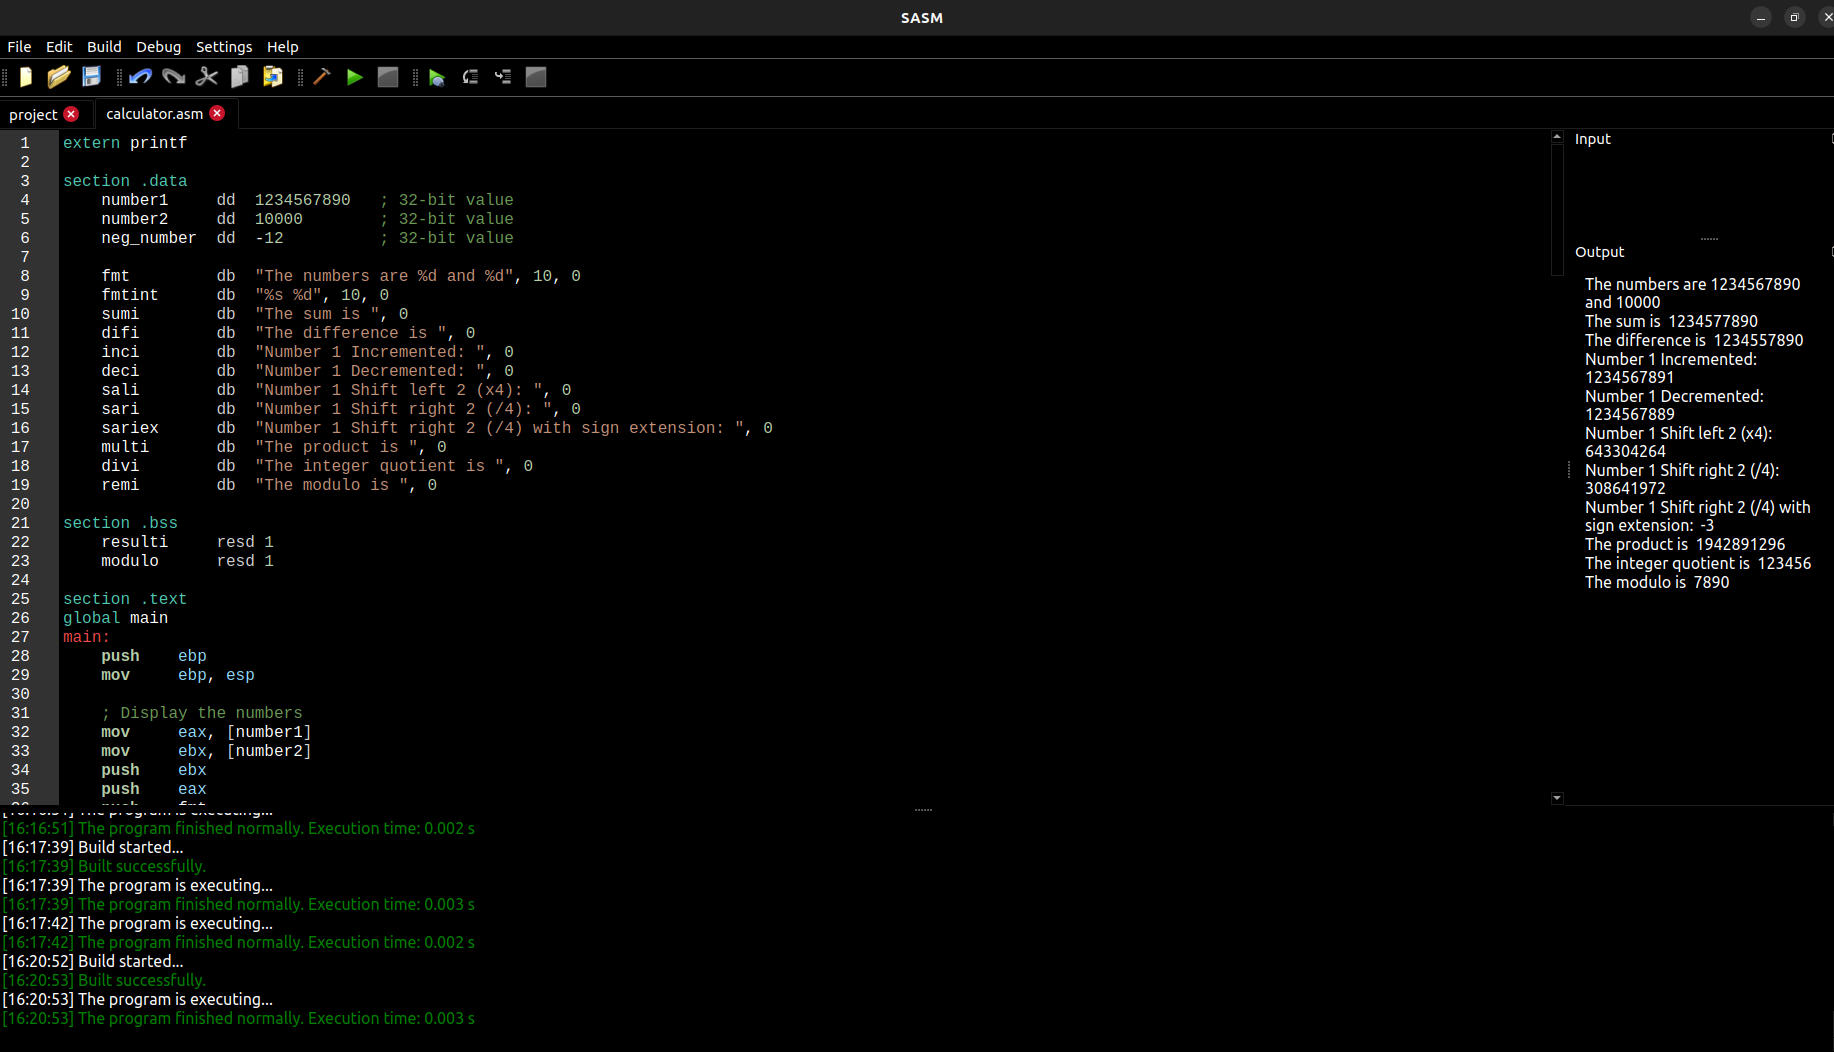 SASM
File Edit Build Debug Settings Help
project calculator.asm
1 extern printf
2
3 section .data
4     number1     dd  1234567890   ; 32-bit value
5     number2     dd  10000        ; 32-bit value
6     neg_number  dd  -12          ; 32-bit value
7
8     fmt         db  "The numbers are %d and %d", 10, 0
9     fmtint      db  "%s %d", 10, 0
10     sumi        db  "The sum is ", 0
11     difi        db  "The difference is ", 0
12     inci        db  "Number 1 Incremented: ", 0
13     deci        db  "Number 1 Decremented: ", 0
14     sali        db  "Number 1 Shift left 2 (x4): ", 0
15     sari        db  "Number 1 Shift right 2 (/4): ", 0
16     sariex      db  "Number 1 Shift right 2 (/4) with sign extension: ", 0
17     multi       db  "The product is ", 0
18     divi        db  "The integer quotient is ", 0
19     remi        db  "The modulo is ", 0
20
21 section .bss
22     resulti     resd 1
23     modulo      resd 1
24
25 section .text
26 global main
27 main:
28     push    ebp
29     mov     ebp, esp
30
31     ; Display the numbers
32     mov     eax, [number1]
33     mov     ebx, [number2]
34     push    ebx
35     push    eax
Input
Output
The numbers are 1234567890
and 10000
The sum is  1234577890
The difference is  1234557890
Number 1 Incremented:
1234567891
Number 1 Decremented:
1234567889
Number 1 Shift left 2 (x4):
643304264
Number 1 Shift right 2 (/4):
308641972
Number 1 Shift right 2 (/4) with
sign extension:  -3
The product is  1942891296
The integer quotient is  123456
The modulo is  7890
[16:16:51] The program is executing...
[16:16:51] The program finished normally. Execution time: 0.002 s
[16:17:39] Build started...
[16:17:39] Built successfully.
[16:17:39] The program is executing...
[16:17:39] The program finished normally. Execution time: 0.003 s
[16:17:42] The program is executing...
[16:17:42] The program finished normally. Execution time: 0.002 s
[16:20:52] Build started...
[16:20:53] Built successfully.
[16:20:53] The program is executing...
[16:20:53] The program finished normally. Execution time: 0.003 s